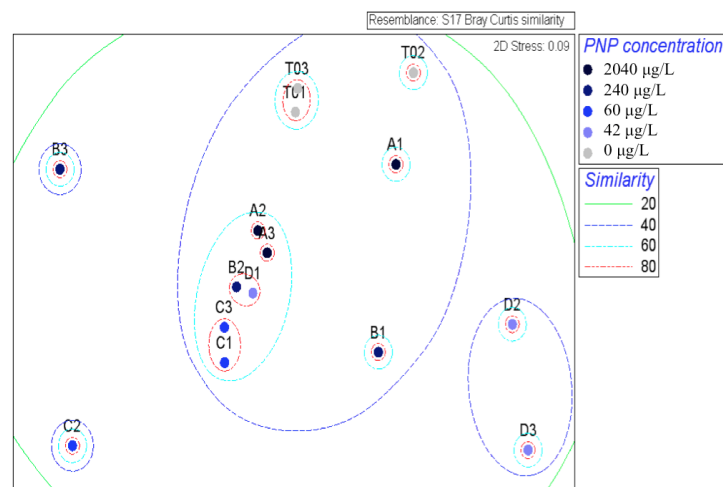 Resemblance: S17 Bray Curtis similarity
2D Stress: 0.09
PNP concentration
2040 µg/L
240 µg/L
60 µg/L
42 µg/L
0 µg/L
Similarity
20
40
60
80
T03
T02
T01
A1
B3
A2
A3
B2
D1
C3
D2
C1
B1
C2
D3